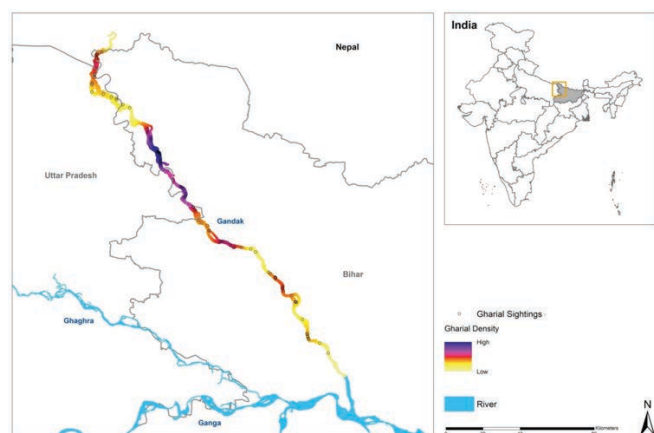 India
Nepal
Uttar Pradesh
Gandak
Bihar
Ghaghra
Ganga
Gharial Sightings
Gharial Density
High
Low
River
Kilometers
N